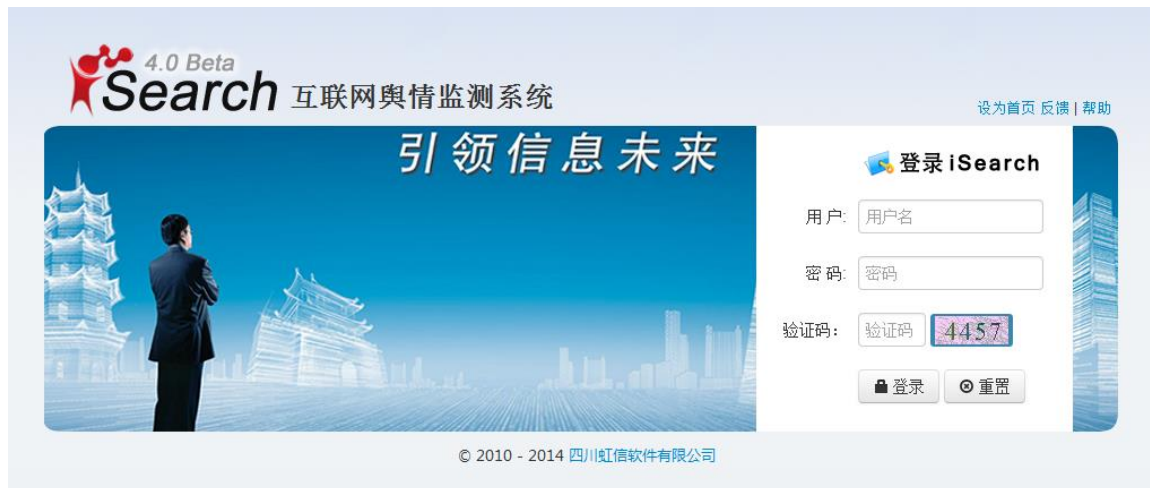 4.0 Beta
iSearch 互联网舆情监测系统
设为首页 反馈 | 帮助
引领信息未来
登录 iSearch
用 户: 用户名
密 码: 密码
验证码： 验证码 4457
登录 重置
© 2010 - 2014 四川虹信软件有限公司